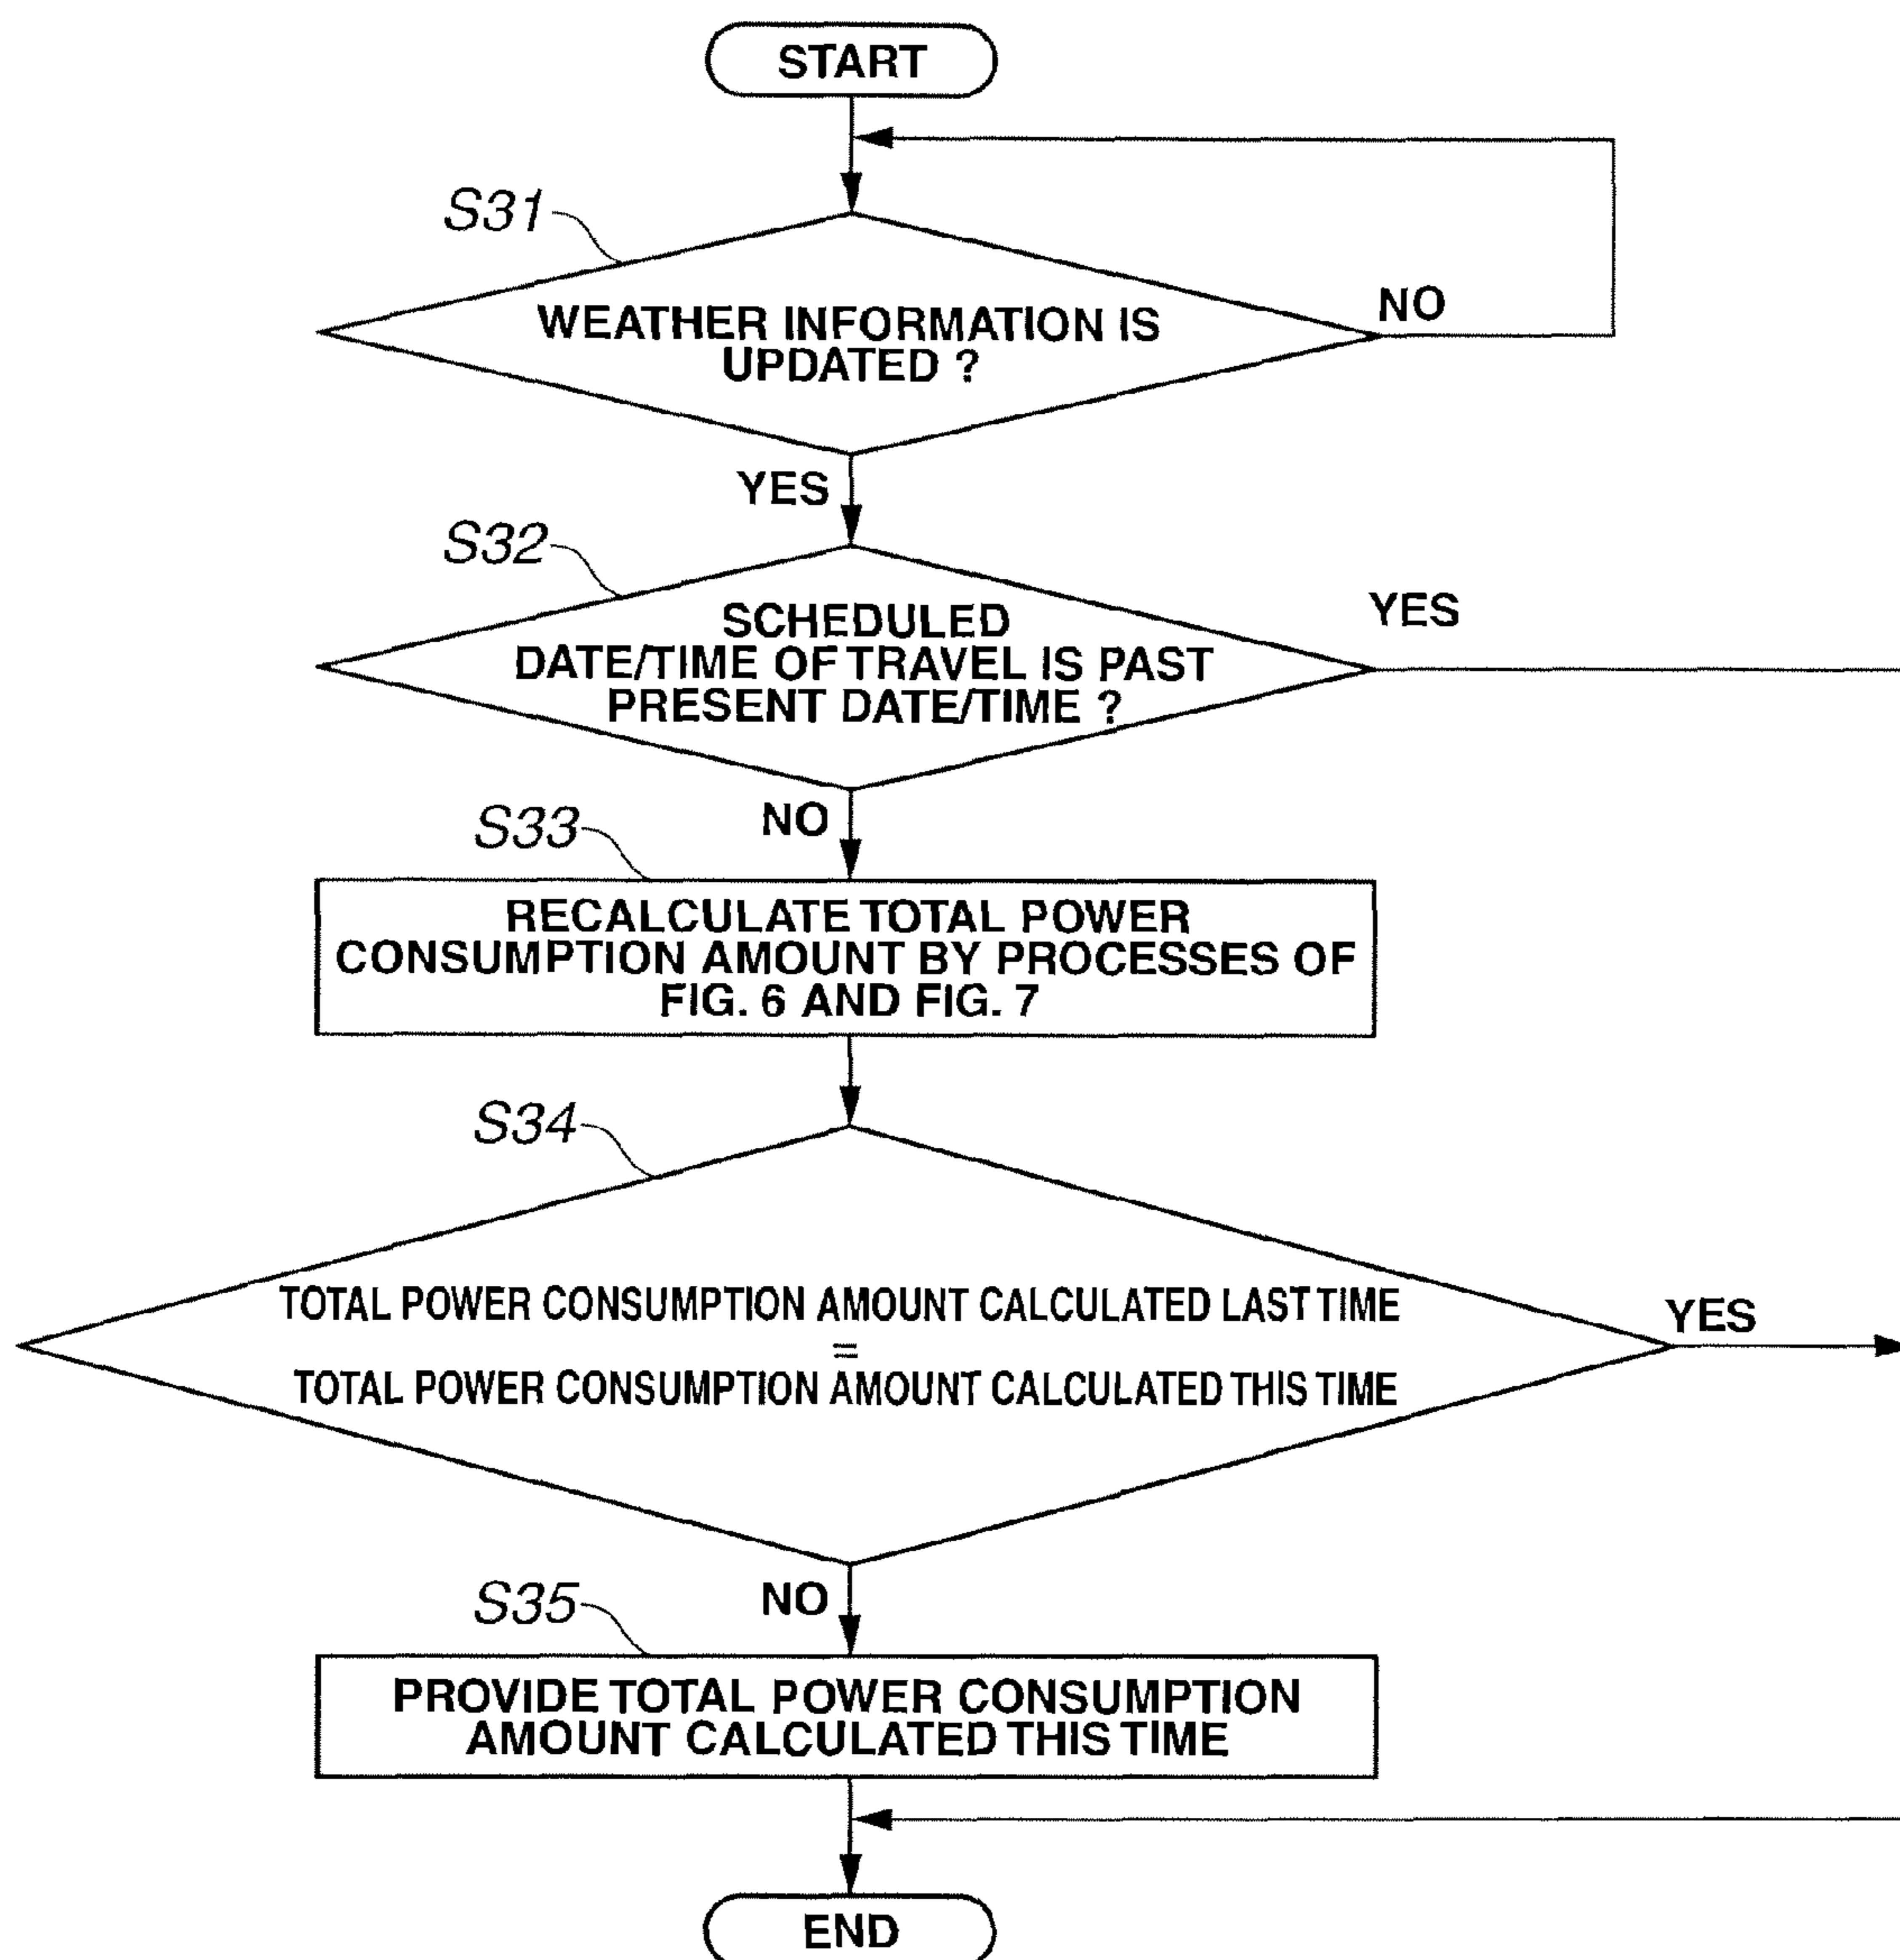 START
S31
WEATHER INFORMATION IS
UPDATED ?
NO
YES
S32
SCHEDULED
DATE/TIME OF TRAVEL IS PAST
PRESENT DATE/TIME ?
YES
NO
S33
RECALCULATE TOTAL POWER
CONSUMPTION AMOUNT BY PROCESSES OF
FIG. 6 AND FIG. 7
S34
TOTAL POWER CONSUMPTION AMOUNT CALCULATED LAST TIME
=
TOTAL POWER CONSUMPTION AMOUNT CALCULATED THIS TIME
YES
NO
S35
PROVIDE TOTAL POWER CONSUMPTION
AMOUNT CALCULATED THIS TIME
END